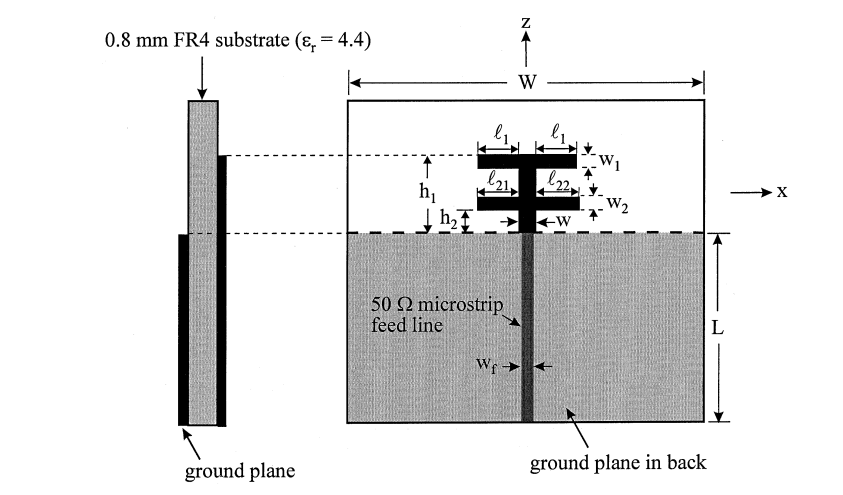 0.8 mm FR4 substrate (εr = 4.4)
z
W
ℓ1
ℓ1
w1
h1
ℓ21
ℓ22
w2
x
h2
w
50 Ω microstrip
feed line
L
wf
ground plane
ground plane in back